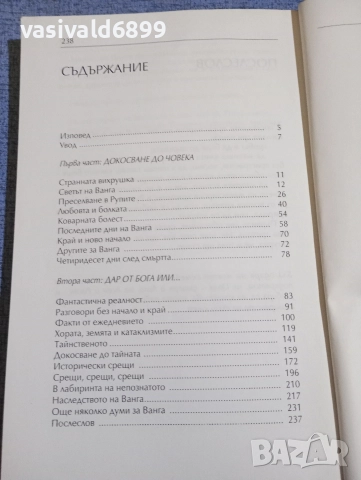 svasivald6899
238
СЪДЪРЖАНИЕ
Изповед 3
Увод 7
Първа част: ДОКОСВАНЕ ДО ЧОВЕКА
Странната вихрушка 11
Светът на Ванга 12
Преселване в Рупите 26
Любовта и болката 40
Коварната болест 54
Последните дни на Ванга 58
Край и ново начало 70
Другите за Ванга 72
Четиридесет дни след смъртта 78
Втора част: ДАР ОТ БОГА ИЛИ...
Фантастична реалност 83
Разговори без начало и край 91
Факти от ежедневието 100
Хората, земята и катаклизмите 119
Тайнственото 141
Докосване до тайната 159
Исторически срещи 172
Срещи, срещи, срещи 196
В лабиринта на непознатото 210
Наследството на Ванга 217
Още няколко думи за Ванга 231
Послеслов 237
BAZAR